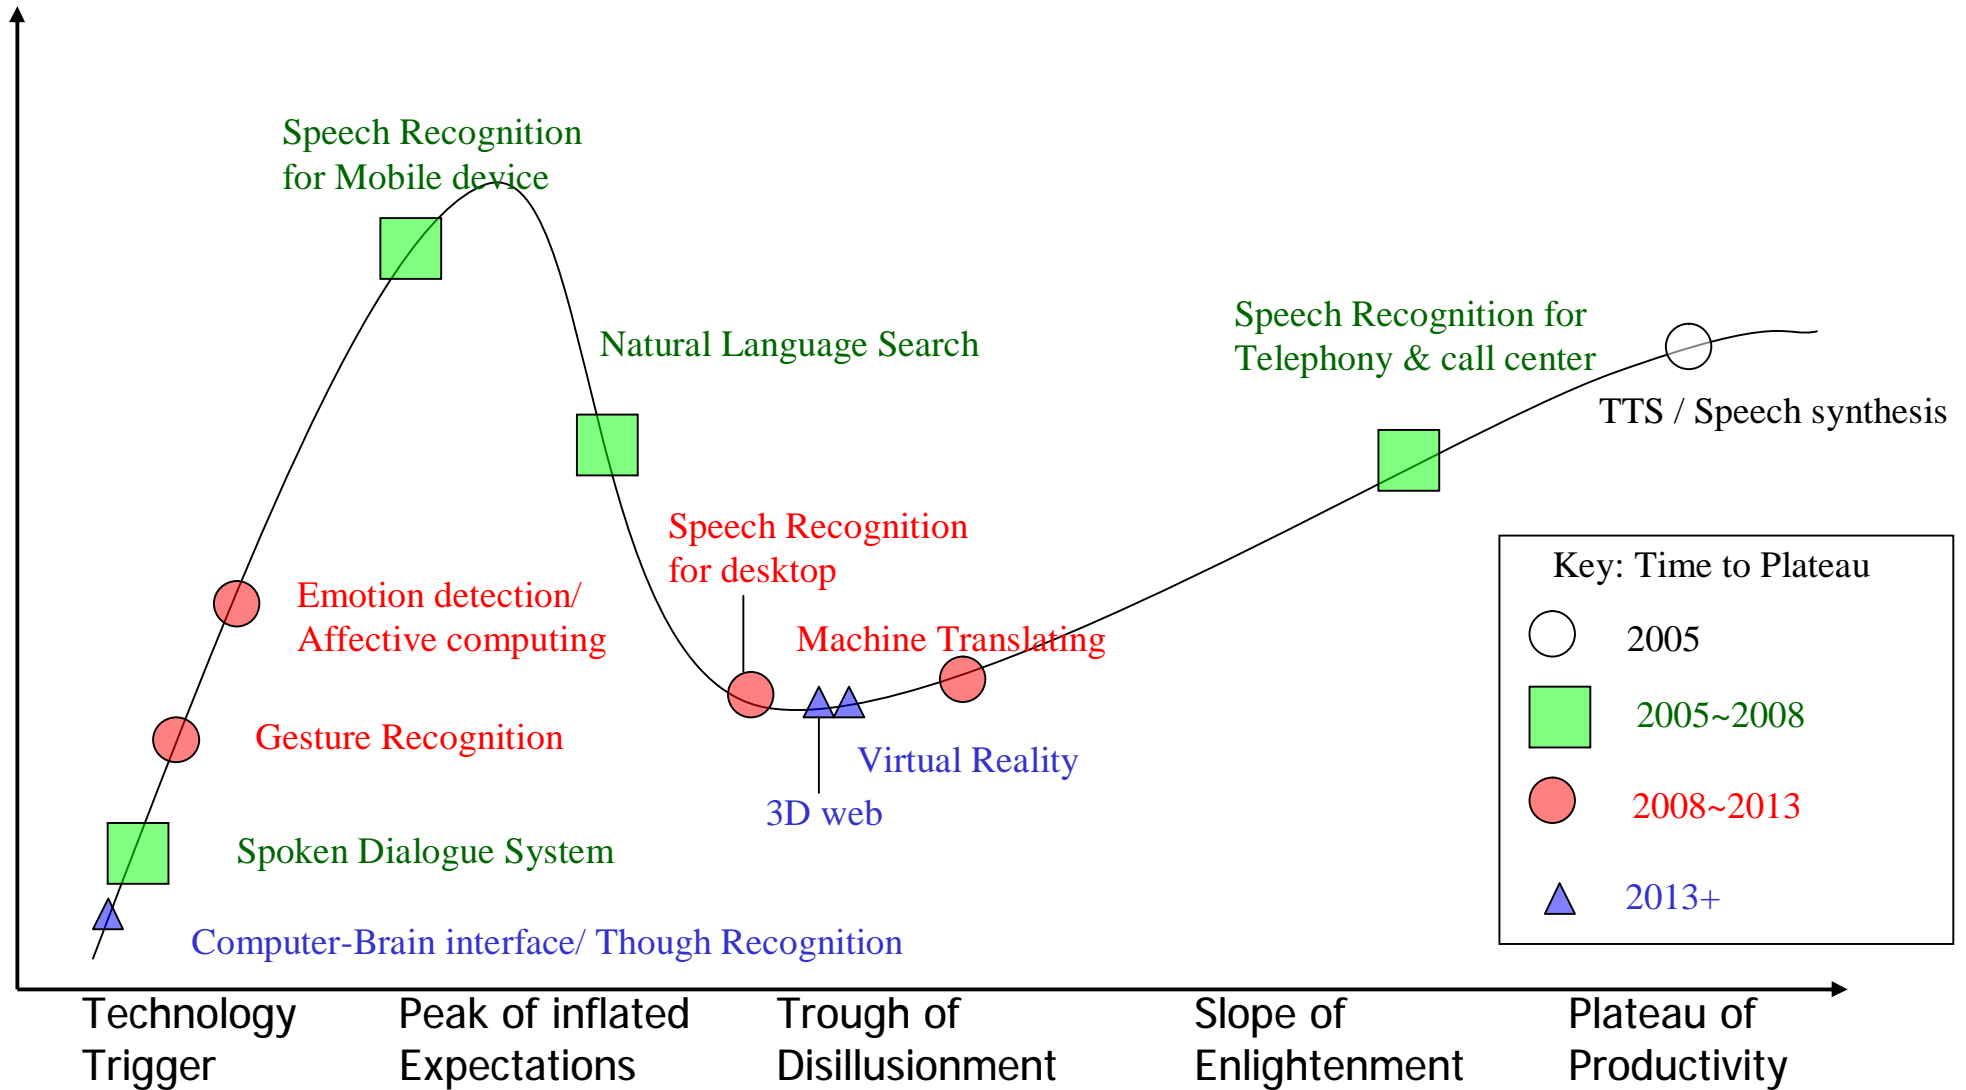 Speech Recognition
for Mobile device
Natural Language Search
Speech Recognition for
Telephony & call center
TTS / Speech synthesis
Speech Recognition
for desktop
Emotion detection/
Affective computing
Machine Translating
Gesture Recognition
Virtual Reality
3D web
Spoken Dialogue System
Computer-Brain interface/ Though Recognition
Key: Time to Plateau
2005
2005~2008
2008~2013
2013+
Technology
Trigger
Peak of inflated
Expectations
Trough of
Disillusionment
Slope of
Enlightenment
Plateau of
Productivity